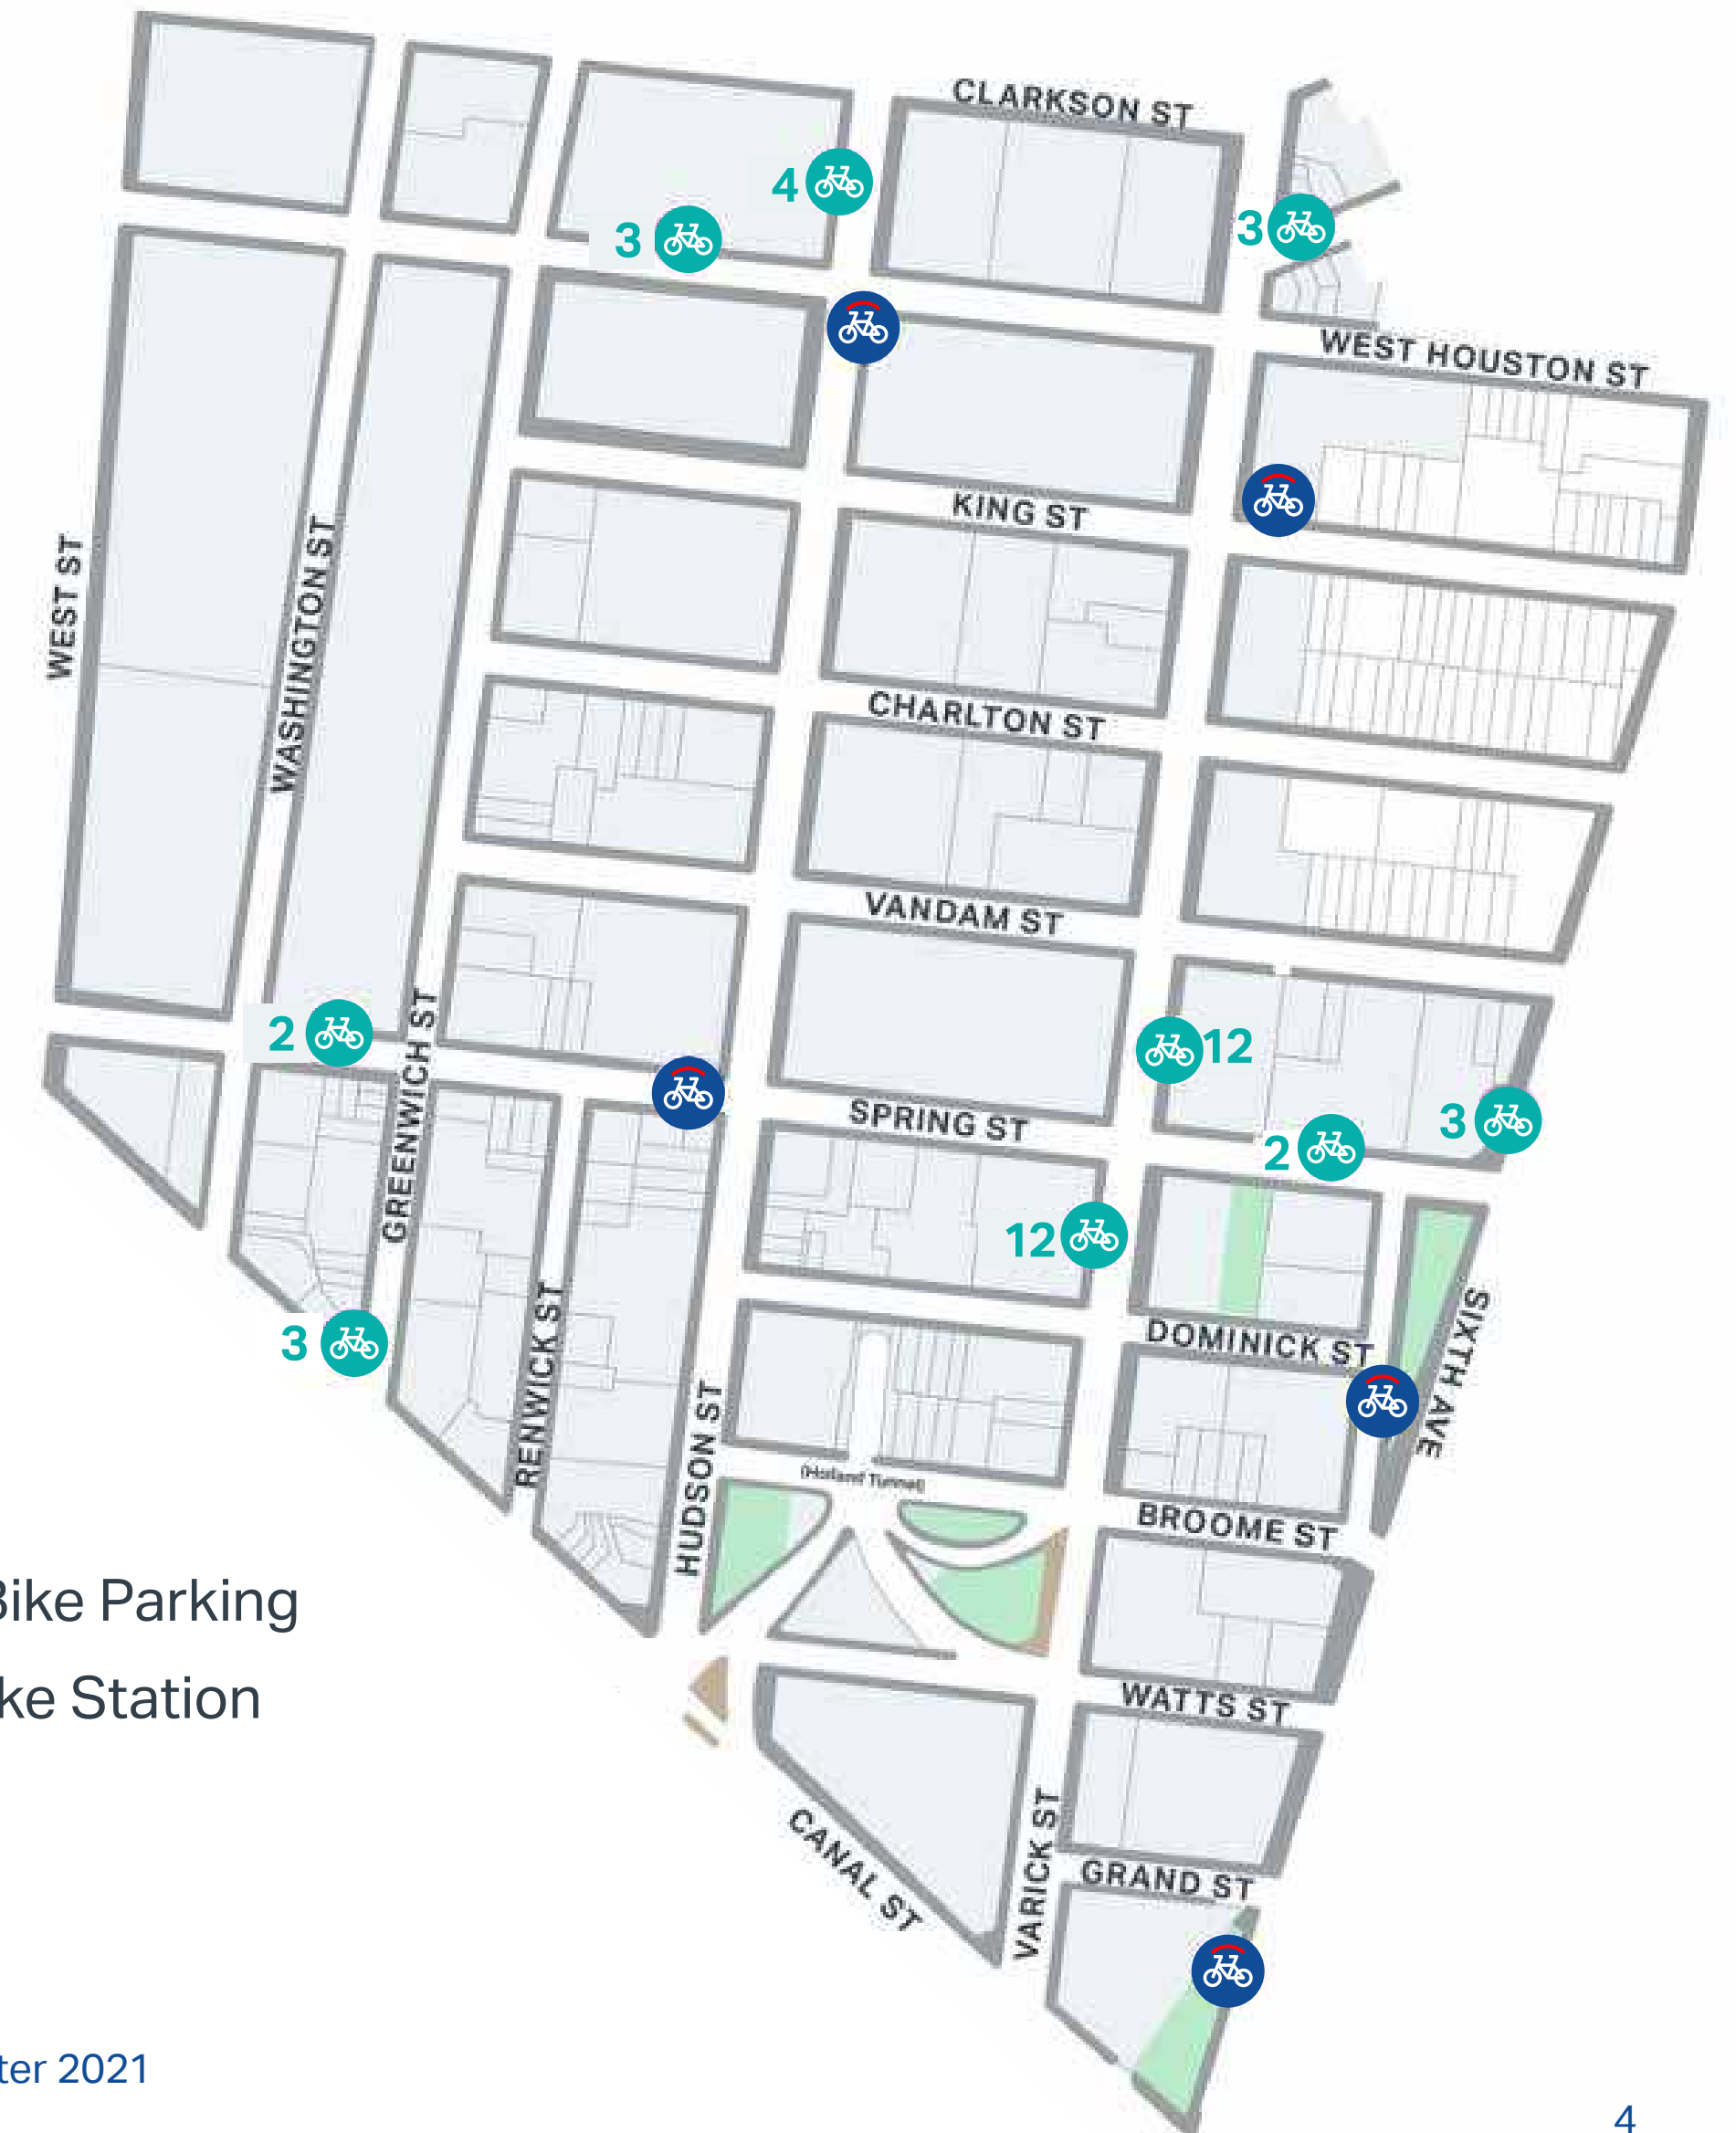 CLARKSON ST
4
3
3
WEST HOUSTON ST
KING ST
WEST ST
WASHINGTON ST
CHARLTON ST
VANDAM ST
2
GREENWICH ST
12
SPRING ST
3
2
12
3
RENWICK ST
DOMINICK ST
SIXTH AVE
HUDSON ST
(Holland Tunnel)
BROOME ST
Bike Parking
ke Station
WATTS ST
CANAL ST
VARICK ST
GRAND ST
ter 2021
4